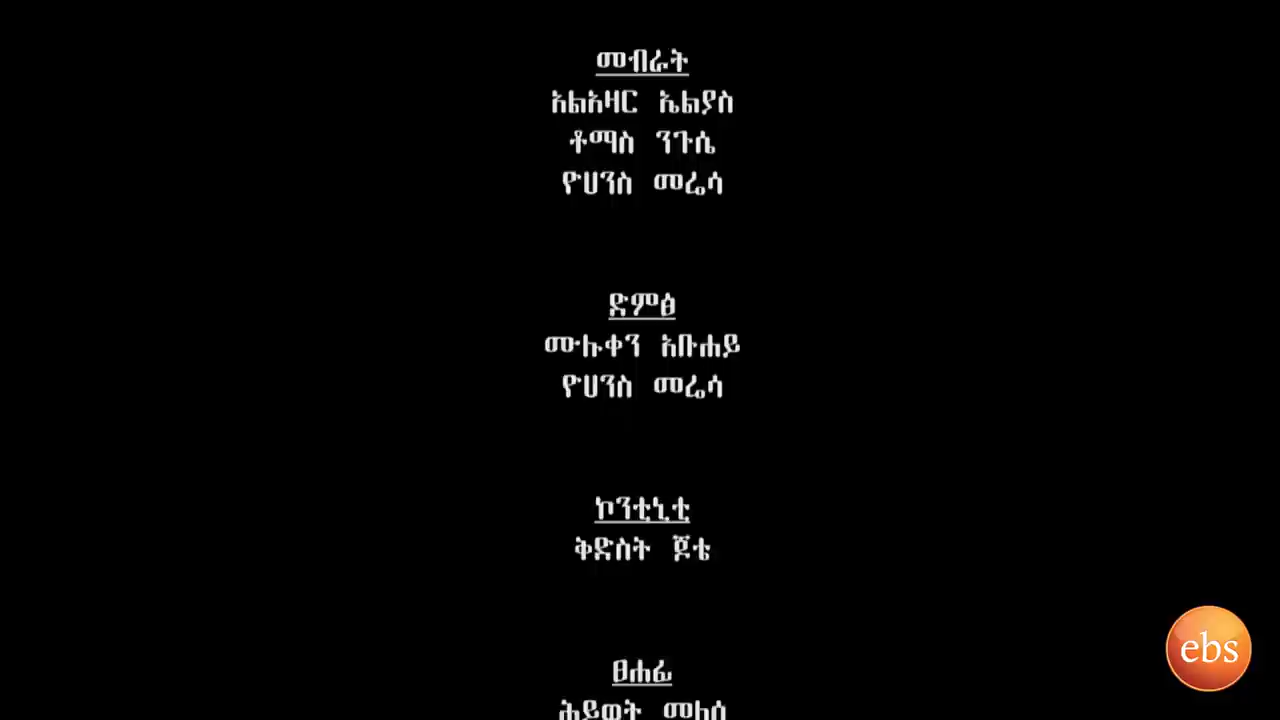 መብራት
አልአዛር ኤልያስ
ቶማስ ንጉሴ
ዮሀንስ መሬሳ
ድምፅ
ሙሉቀን አቡሐይ
ዮሀንስ መሬሳ
ኮንቲኒቲ
ቅድስት ጆቴ
ፀሐፊ
ሕይወት መለሰ
ebs